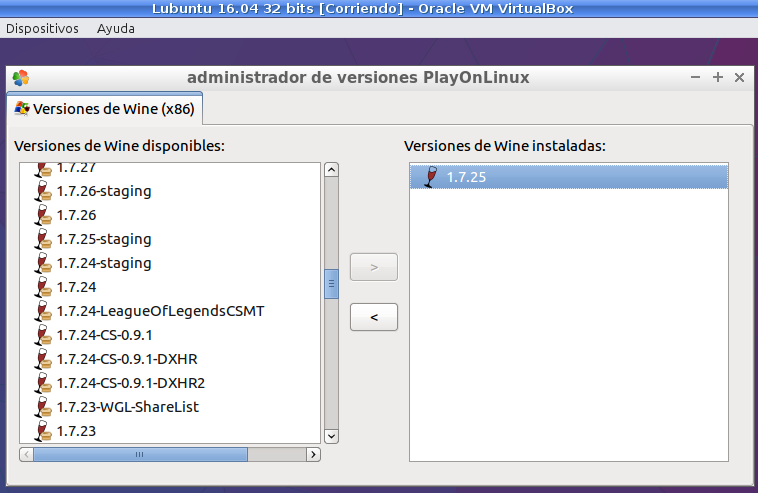 Lubuntu 16.04 32 bits [Corriendo] - Oracle VM VirtualBox
Dispositivos Ayuda
administrador de versiones PlayOnLinux
Versiones de Wine (x86)
Versiones de Wine disponibles:
1.7.27
1.7.26-staging
1.7.26
1.7.25-staging
1.7.24-staging
1.7.24
1.7.24-LeagueOfLegendsCSMT
1.7.24-CS-0.9.1
1.7.24-CS-0.9.1-DXHR
1.7.24-CS-0.9.1-DXHR2
1.7.23-WGL-ShareList
1.7.23
>
<
Versiones de Wine instaladas:
1.7.25